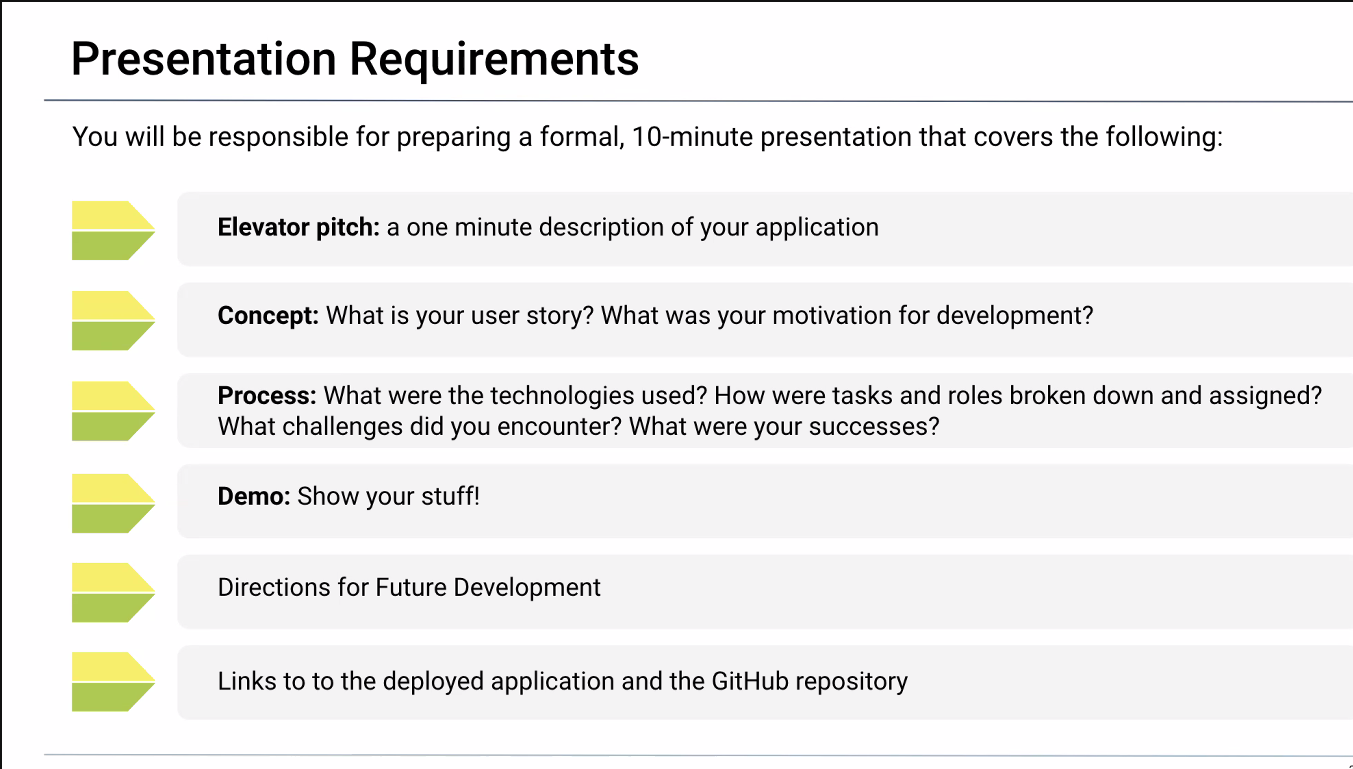 Presentation Requirements
You will be responsible for preparing a formal, 10-minute presentation that covers the following:
Elevator pitch: a one minute description of your application
Concept: What is your user story? What was your motivation for development?
Process: What were the technologies used? How were tasks and roles broken down and assigned?
What challenges did you encounter? What were your successes?
Demo: Show your stuff!
Directions for Future Development
Links to to the deployed application and the GitHub repository